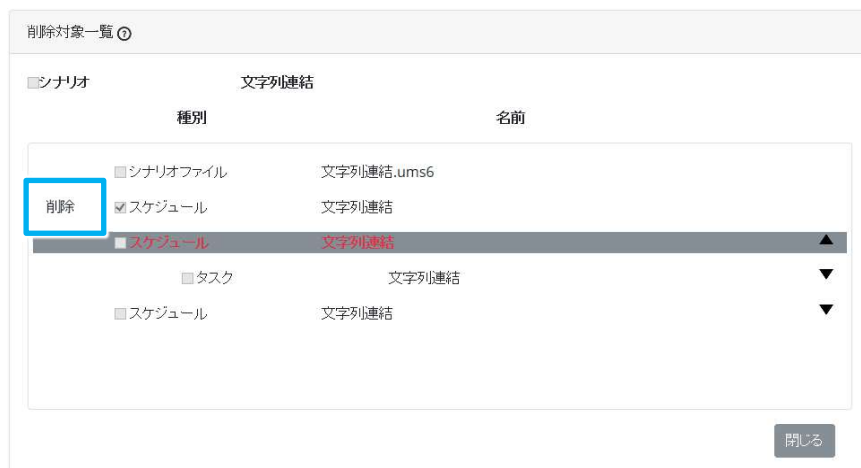 削除対象一覧 ?
シナリオ 文字列連結
種別 名前
シナリオファイル 文字列連結.ums6
削除 スケジュール 文字列連結
スケジュール 文字列連結
タスク 文字列連結
スケジュール 文字列連結
閉じる